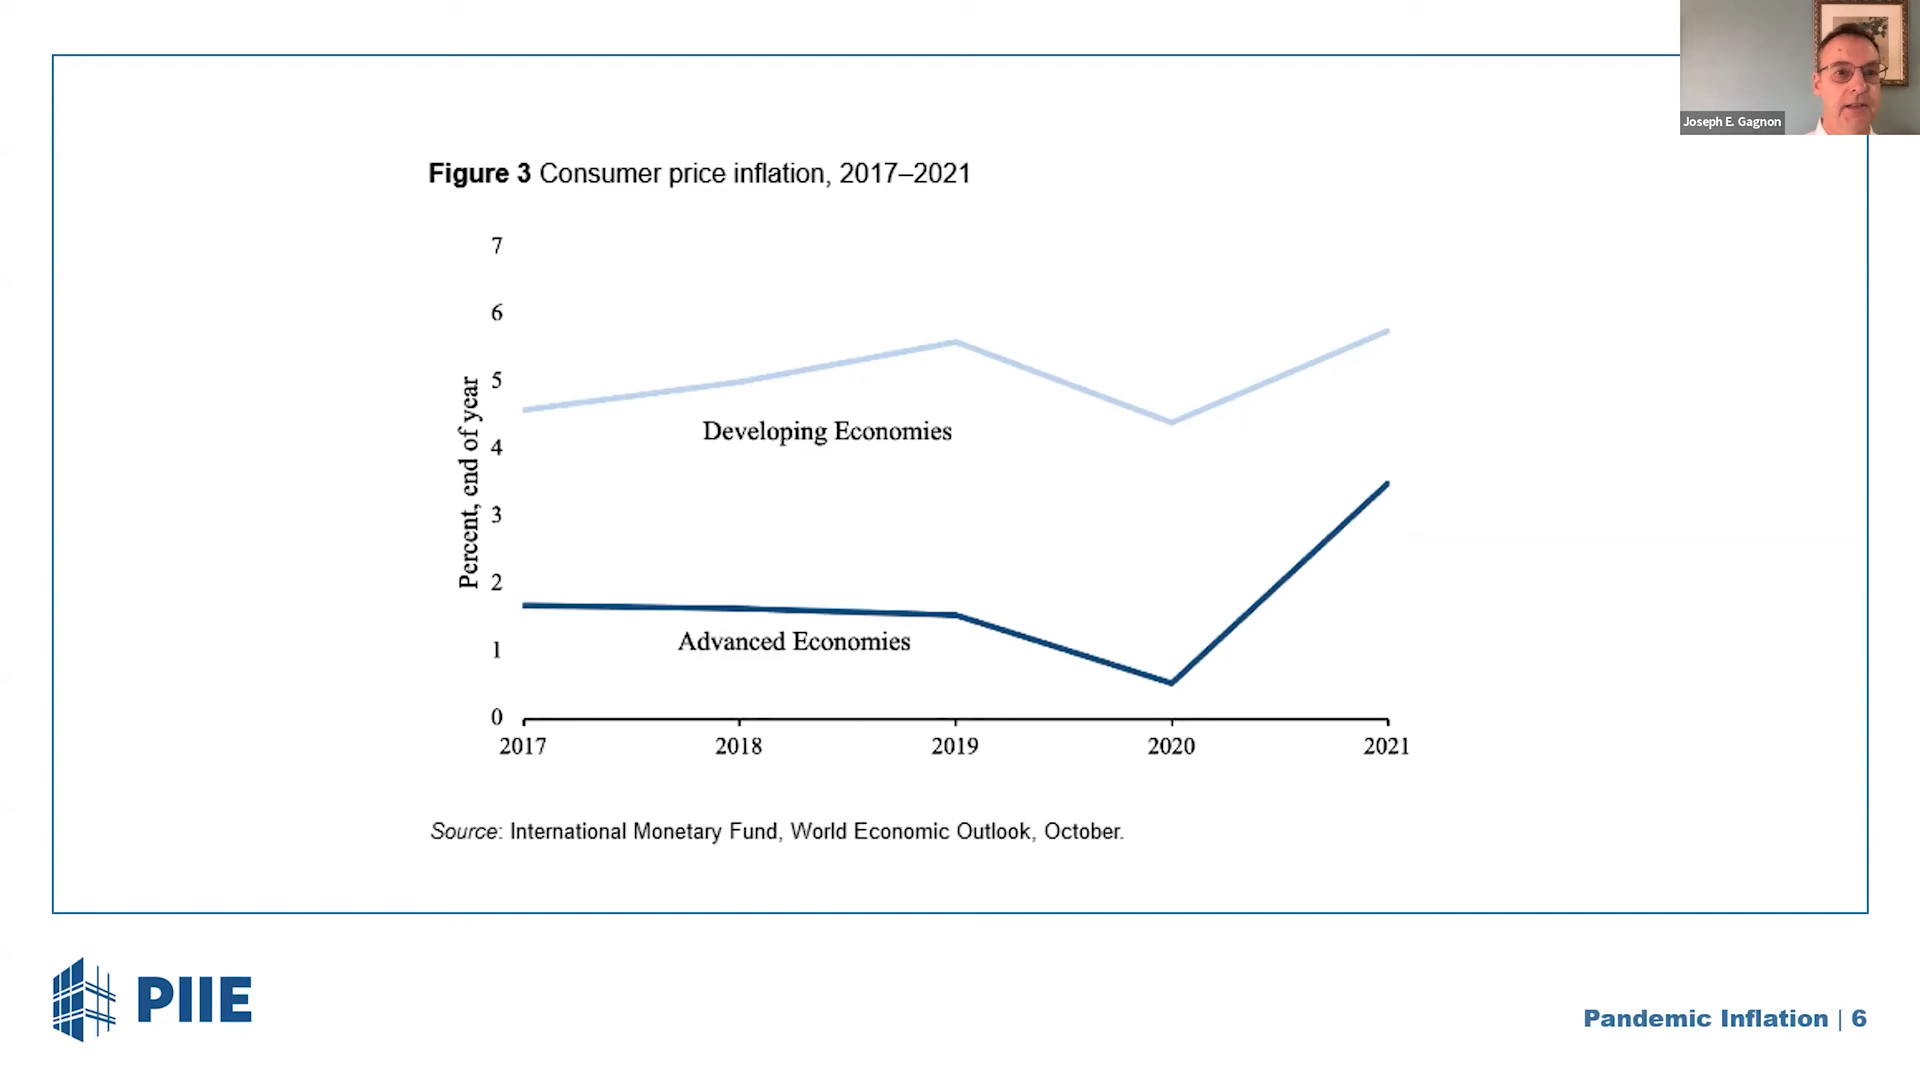 Joseph E. Gagnon
Figure 3 Consumer price inflation, 2017–2021
Percent, end of year
7
6
5
4
3
2
1
0
Developing Economies
Advanced Economies
2017 2018 2019 2020 2021
Source: International Monetary Fund, World Economic Outlook, October.
PIIE
Pandemic Inflation | 6